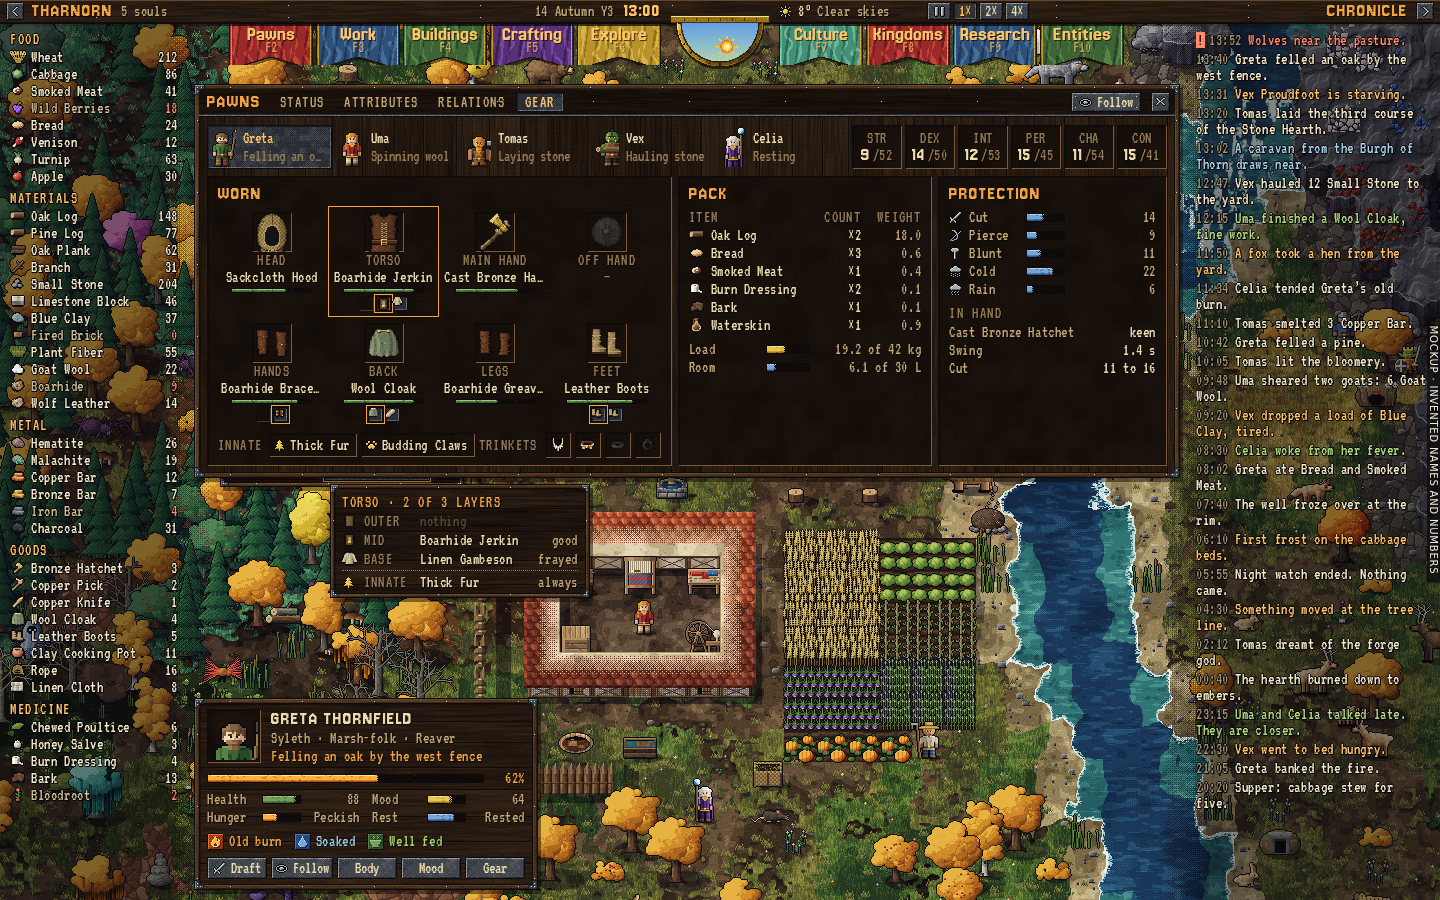 THARNORN 5 souls
14 Autumn Y3 13:00
8° Clear skies
1X 2X 4X
CHRONICLE
Pawns F2
Work F3
Buildings F4
Crafting F5
Explore F6
Culture F7
Kingdoms F8
Research F9
Entities F10
FOOD
Wheat 212
Cabbage 86
Smoked Meat 41
Wild Berries 18
Bread 24
Venison 12
Turnip 63
Apple 30
MATERIALS
Oak Log 148
Pine Log 77
Oak Plank 62
Branch 31
Small Stone 204
Limestone Block 46
Blue Clay 37
Fired Brick 0
Plant Fiber 55
Goat Wool 22
Boarhide 9
Wolf Leather 14
METAL
Hematite 26
Malachite 19
Copper Bar 12
Bronze Bar 7
Iron Bar 4
Charcoal 31
GOODS
Bronze Hatchet 3
Copper Pick 2
Copper Knife 1
Wool Cloak 4
Leather Boots 5
Clay Cooking Pot 11
Rope 16
Linen Cloth 8
MEDICINE
Chewed Poultice 6
Honey Salve 3
Burn Dressing 4
Bark 13
Bloodroot 2
PAWNS STATUS ATTRIBUTES RELATIONS GEAR
Follow
Greta
Felling an o…
Uma
Spinning wool
Tomas
Laying stone
Vex
Hauling stone
Celia
Resting
STR 9 /52
DEX 14 /50
INT 12 /53
PER 15 /45
CHA 11 /54
CON 15 /41
WORN
HEAD
Sackcloth Hood
TORSO
Boarhide Jerkin
MAIN HAND
Cast Bronze Ha…
OFF HAND
–
HANDS
Boarhide Brace…
BACK
Wool Cloak
LEGS
Boarhide Greav…
FEET
Leather Boots
INNATE Thick Fur Budding Claws TRINKETS
PACK
ITEM COUNT WEIGHT
Oak Log X2 18.0
Bread X3 0.6
Smoked Meat X1 0.4
Burn Dressing X2 0.1
Bark X1 0.1
Waterskin X1 0.9
Load 19.2 of 42 kg
Room 6.1 of 30 L
PROTECTION
Cut 14
Pierce 9
Blunt 11
Cold 22
Rain 6
IN HAND
Cast Bronze Hatchet keen
Swing 1.4 s
Cut 11 to 16
TORSO · 2 OF 3 LAYERS
OUTER nothing
MID Boarhide Jerkin good
BASE Linen Gambeson frayed
INNATE Thick Fur always
GRETA THORNFIELD
Syleth · Marsh-folk · Reaver
Felling an oak by the west fence
62%
Health 88 Mood 64
Hunger Peckish Rest Rested
Old burn Soaked Well fed
Draft Follow Body Mood Gear
13:52 Wolves near the pasture.
13:40 Greta felled an oak by the
west fence.
13:31 Vex Proudfoot is starving.
13:20 Tomas laid the third course
of the Stone Hearth.
13:02 A caravan from the Burgh of
Thorn draws near.
12:47 Vex hauled 12 Small Stone to
the yard.
12:15 Uma finished a Wool Cloak,
fine work.
11:50 A fox took a hen from the
yard.
11:34 Celia tended Greta's old
burn.
11:10 Tomas smelted 3 Copper Bar.
10:42 Greta felled a pine.
10:05 Tomas lit the bloomery.
09:48 Uma sheared two goats: 6 Goat
Wool.
09:20 Vex dropped a load of Blue
Clay, tired.
08:30 Celia woke from her fever.
08:02 Greta ate Bread and Smoked
Meat.
07:40 The well froze over at the
rim.
06:10 First frost on the cabbage
beds.
05:55 Night watch ended. Nothing
came.
04:30 Something moved at the tree
line.
02:12 Tomas dreamt of the forge
god.
00:40 The hearth burned down to
embers.
23:15 Uma and Celia talked late.
They are closer.
22:30 Vex went to bed hungry.
21:05 Greta banked the fire.
20:20 Supper: cabbage stew for
five.
MOCKUP · INVENTED NAMES AND NUMBERS